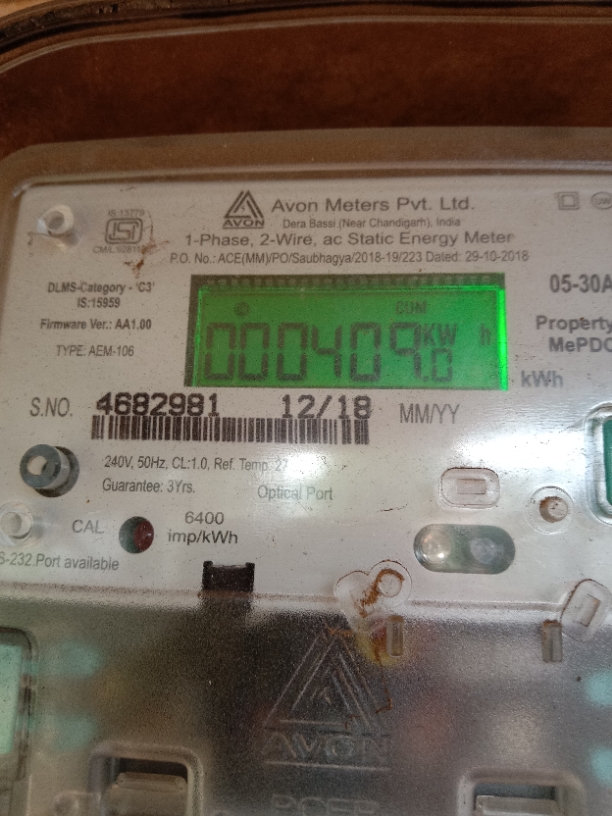 IS 13779
ISI
AVON
Avon Meters Pvt. Ltd.
Dera Bassi (Near Chandigarh), India
1-Phase, 2-Wire, ac Static Energy Meter
P.O. No.: ACE(MM)/PO/Saubhagya/2018-19/223 Dated: 29-10-2018
DLMS-Category - 'C3'
IS:15959
Firmware Ver.: AA1.00
TYPE: AEM-106
CUM
000409.0 KW h
05-30A
Property
MePDC
kWh
S.NO. 4682981 12/18 MM/YY
240V, 50Hz, CL:1.0, Ref. Temp. 27
Guarantee: 3Yrs.
Optical Port
CAL
6400
imp/kWh
S-232.Port available
AVON